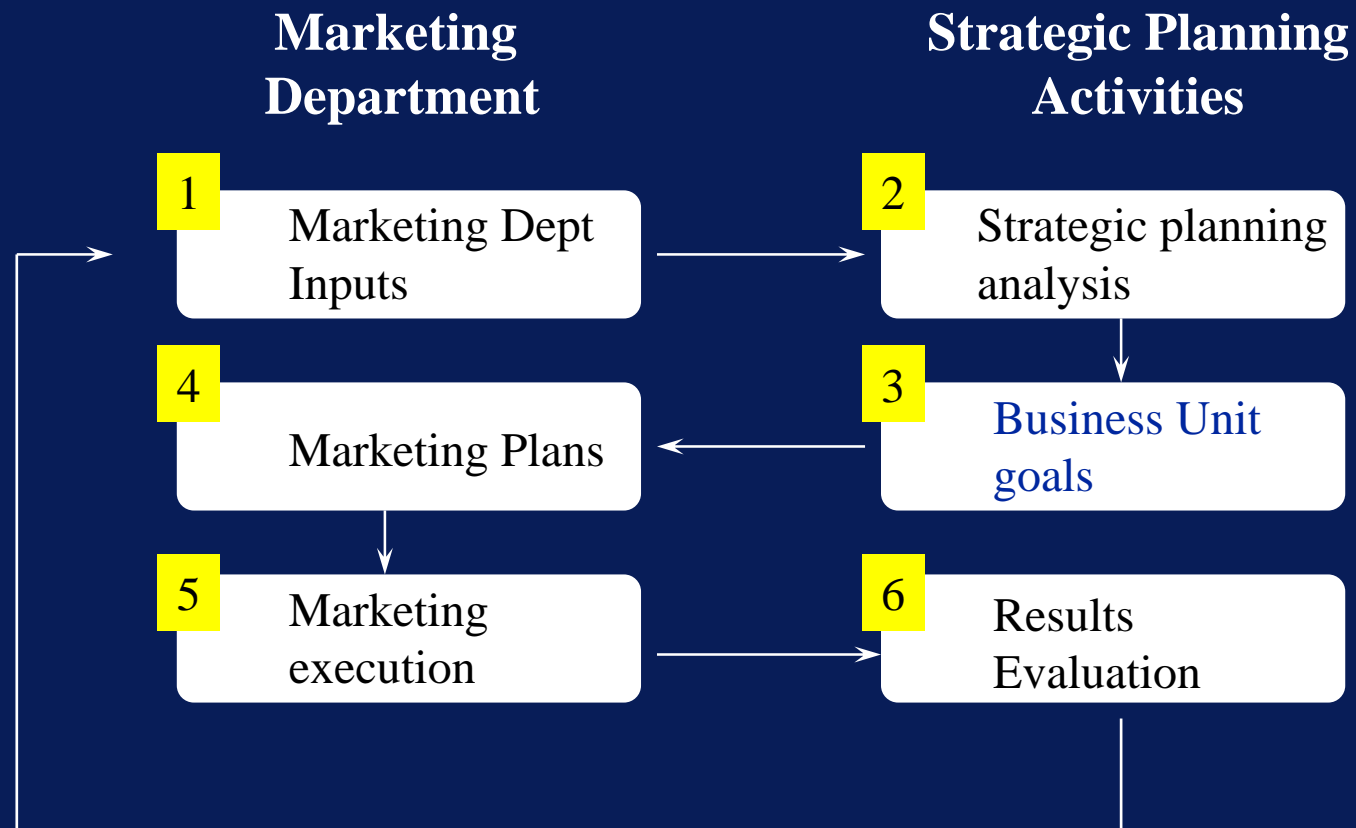 Marketing
Department
Strategic Planning
Activities
1
Marketing Dept
Inputs
2
Strategic planning
analysis
4
Marketing Plans
3
Business Unit
goals
5
Marketing
execution
6
Results
Evaluation